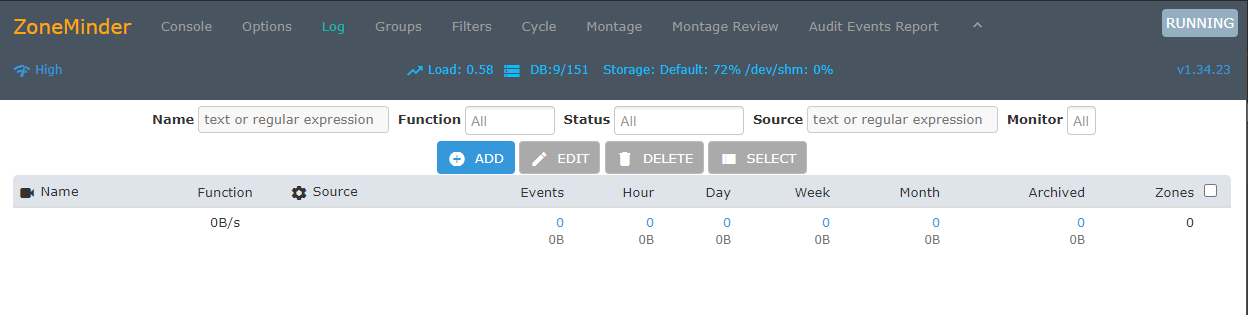 ZoneMinder Console Options Log Groups Filters Cycle Montage Montage Review Audit Events Report RUNNING
High Load: 0.58 DB:9/151 Storage: Default: 72% /dev/shm: 0% v1.34.23
Name text or regular expression Function All Status All Source text or regular expression Monitor All
ADD EDIT DELETE SELECT
Name Function Source Events Hour Day Week Month Archived Zones
0B/s 0 0 0 0 0 0 0
0B 0B 0B 0B 0B 0B